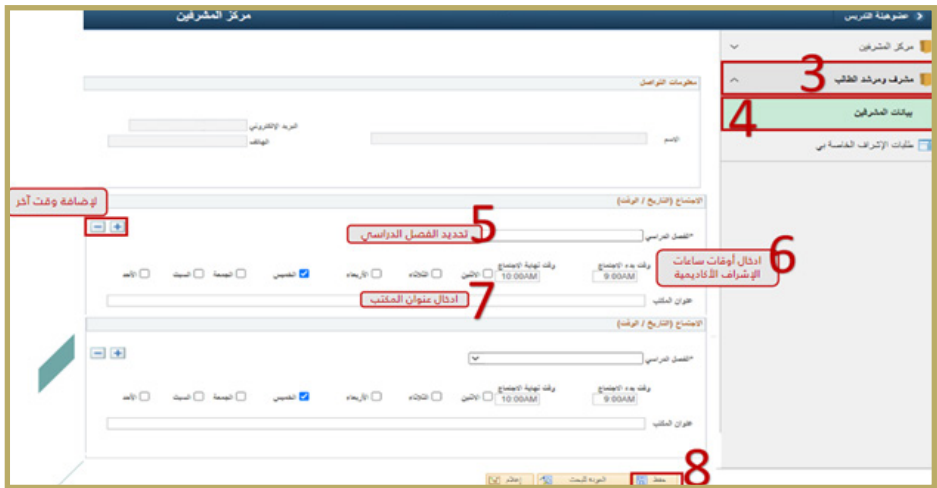 عضوهيئة التدريس
مركز المشرفين
مركز المشرفين
3 مشرف ومرشد الطالب
4 بيانات المشرفين
طلبات الإشراف الخاصة بي
معلومات التواصل
الاسم
البريد الإلكتروني
الهاتف
الاجتماع (التاريخ / الوقت)
لإضافة وقت آخر
*الفصل الدراسي
5 تحديد الفصل الدراسي
6 ادخال أوقات ساعات
الإشراف الأكاديمية
وقت بدء الاجتماع وقت نهاية الاجتماع
9:00AM 10:00AM الاثنين الثلاثاء الأربعاء الخميس الجمعة السبت الأحد
عنوان المكتب
7 ادخال عنوان المكتب
الاجتماع (التاريخ / الوقت)
*الفصل الدراسي
وقت بدء الاجتماع وقت نهاية الاجتماع
9:00AM 10:00AM الاثنين الثلاثاء الأربعاء الخميس الجمعة السبت الأحد
عنوان المكتب
8 حفظ العودة للبحث إعلام